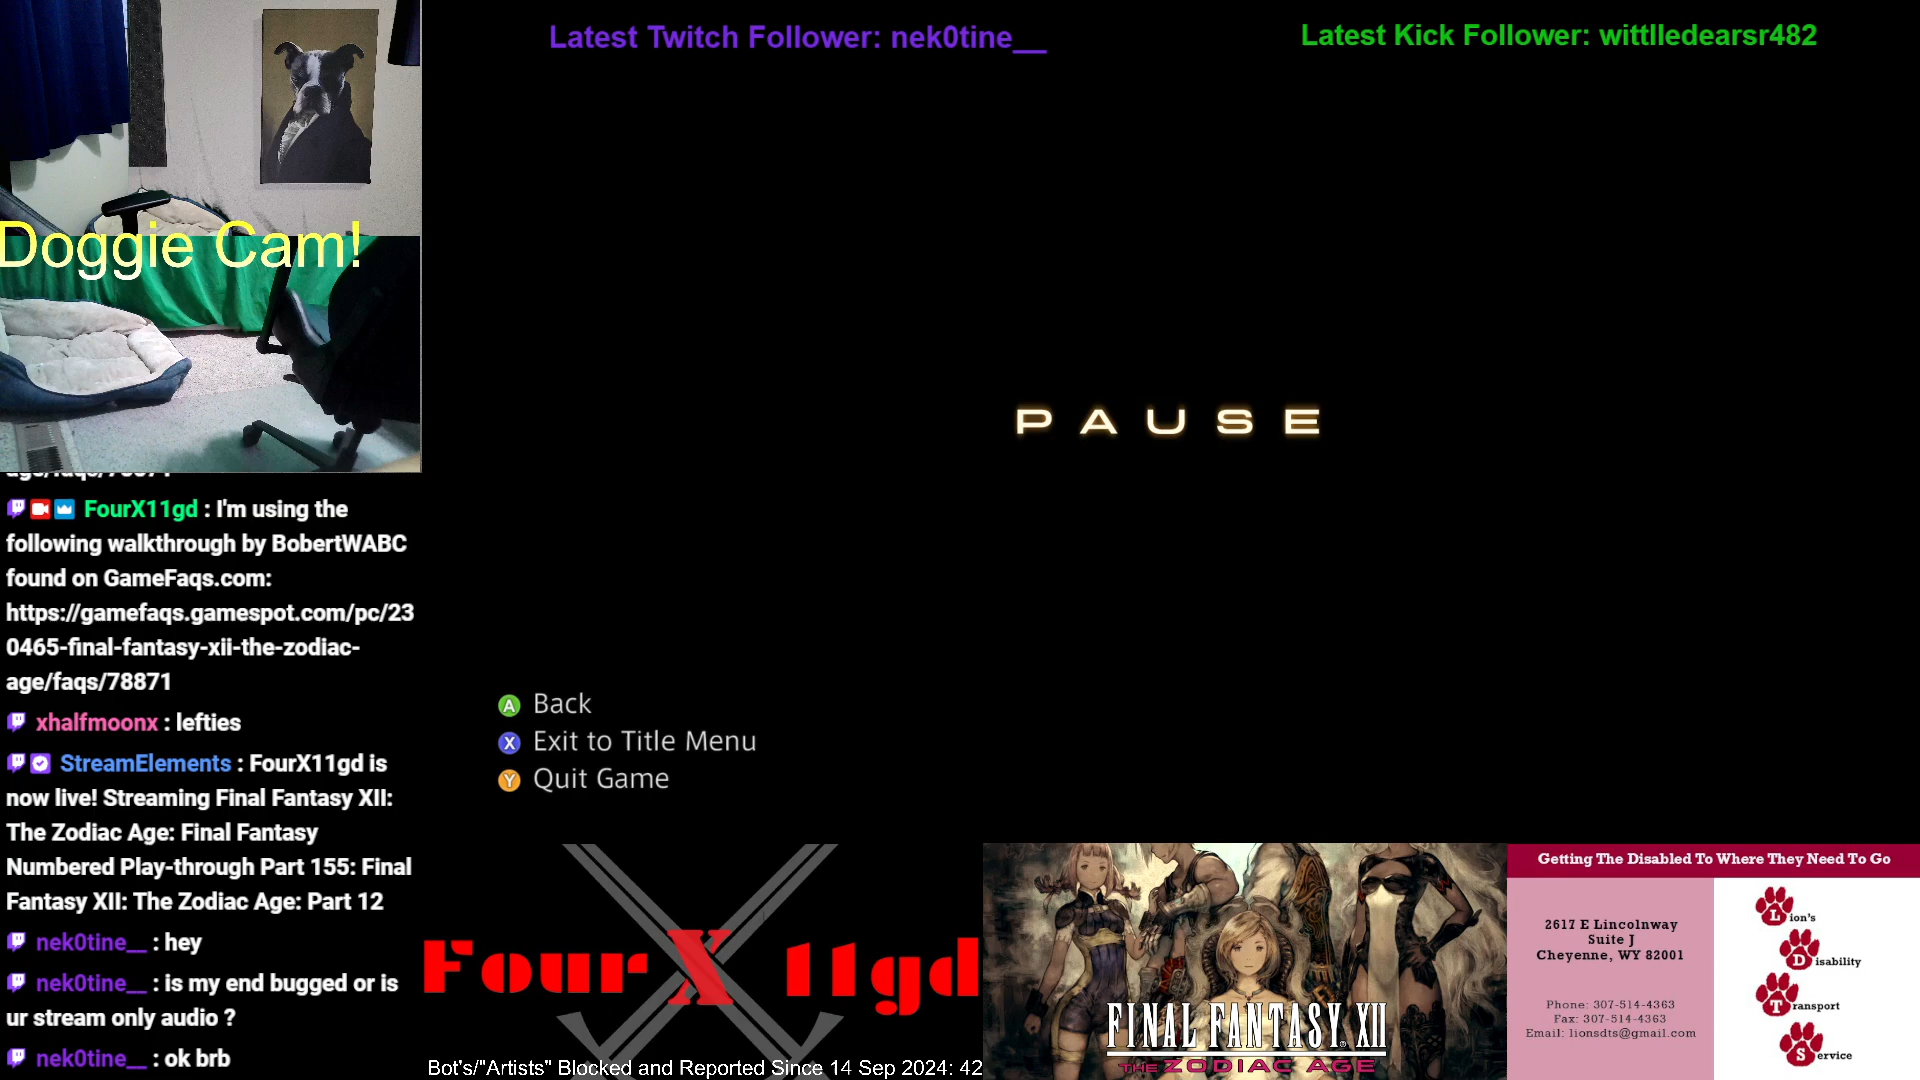 Latest Twitch Follower: nek0tine__
Latest Kick Follower: wittlledearsr482
Doggie Cam!
FourX11gd : I'm using the
following walkthrough by BobertWABC
found on GameFaqs.com:
https://gamefaqs.gamespot.com/pc/23
0465-final-fantasy-xii-the-zodiac-
age/faqs/78871
xhalfmoonx : lefties
StreamElements : FourX11gd is
now live! Streaming Final Fantasy XII:
The Zodiac Age: Final Fantasy
Numbered Play-through Part 155: Final
Fantasy XII: The Zodiac Age: Part 12
nek0tine__ : hey
nek0tine__ : is my end bugged or is
ur stream only audio ?
nek0tine__ : ok brb
PAUSE
A Back
X Exit to Title Menu
Y Quit Game
Four X 11gd
Bot's/"Artists" Blocked and Reported Since 14 Sep 2024: 42
FINAL FANTASY XII
THE ZODIAC AGE
Getting The Disabled To Where They Need To Go
2617 E Lincolnway
Suite J
Cheyenne, WY 82001
Phone: 307-514-4363
Fax: 307-514-4363
Email: lionsdts@gmail.com
Lion's
Disability
Transport
Service